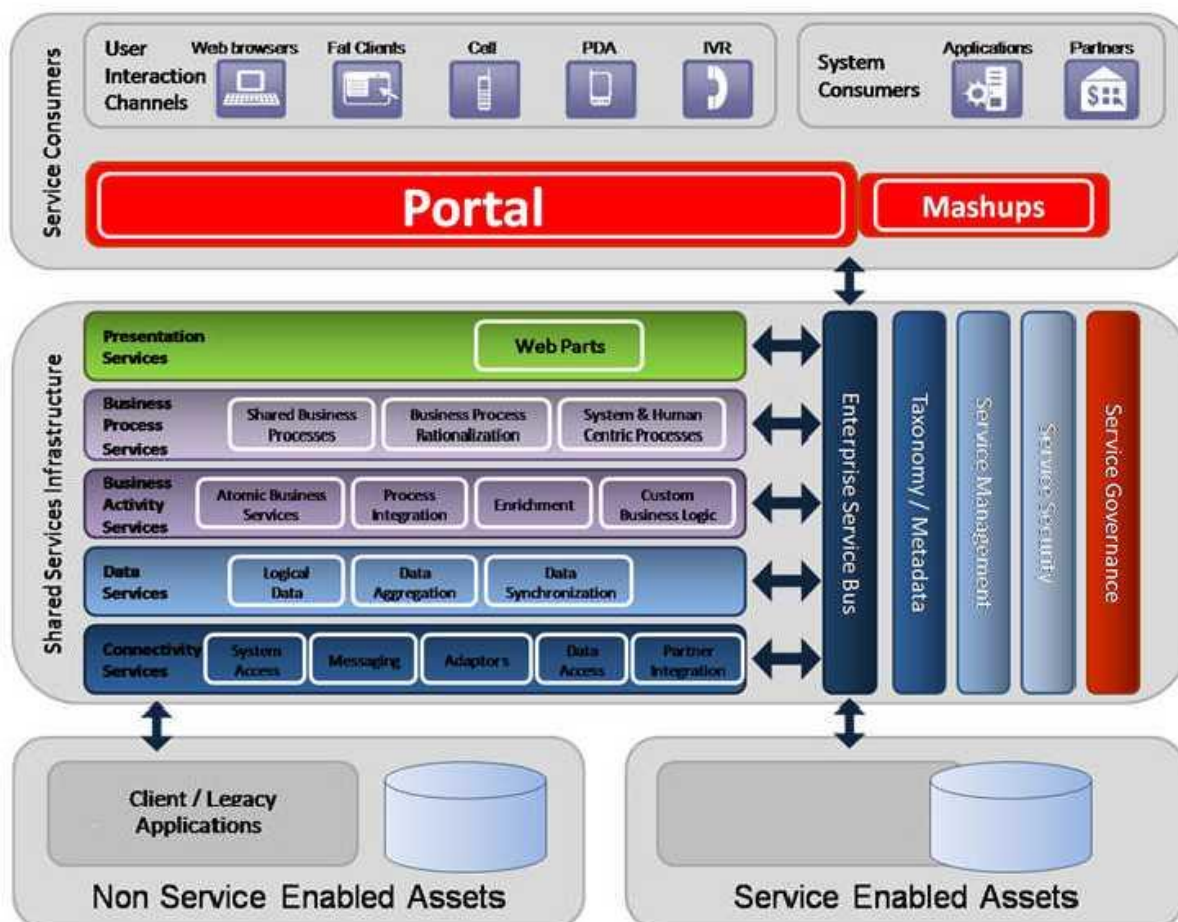 Service Consumers
User
Interaction
Channels
Web browsers
Fat Clients
Cell
PDA
IVR
System
Consumers
Applications
Partners
$
Portal
Mashups
Shared Services Infrastructure
Presentation
Services
Web Parts
Business
Process
Services
Shared Business
Processes
Business Process
Rationalization
System & Human
Centric Processes
Business
Activity
Services
Atomic Business
Services
Process
Integration
Enrichment
Custom
Business Logic
Data
Services
Logical
Data
Data
Aggregation
Data
Synchronization
Connectivity
Services
System
Access
Messaging
Adaptors
Data
Access
Partner
Integration
Enterprise Service Bus
Taxonomy / Metadata
Service Management
Service Security
Service Governance
Client / Legacy
Applications
Non Service Enabled Assets
Service Enabled Assets